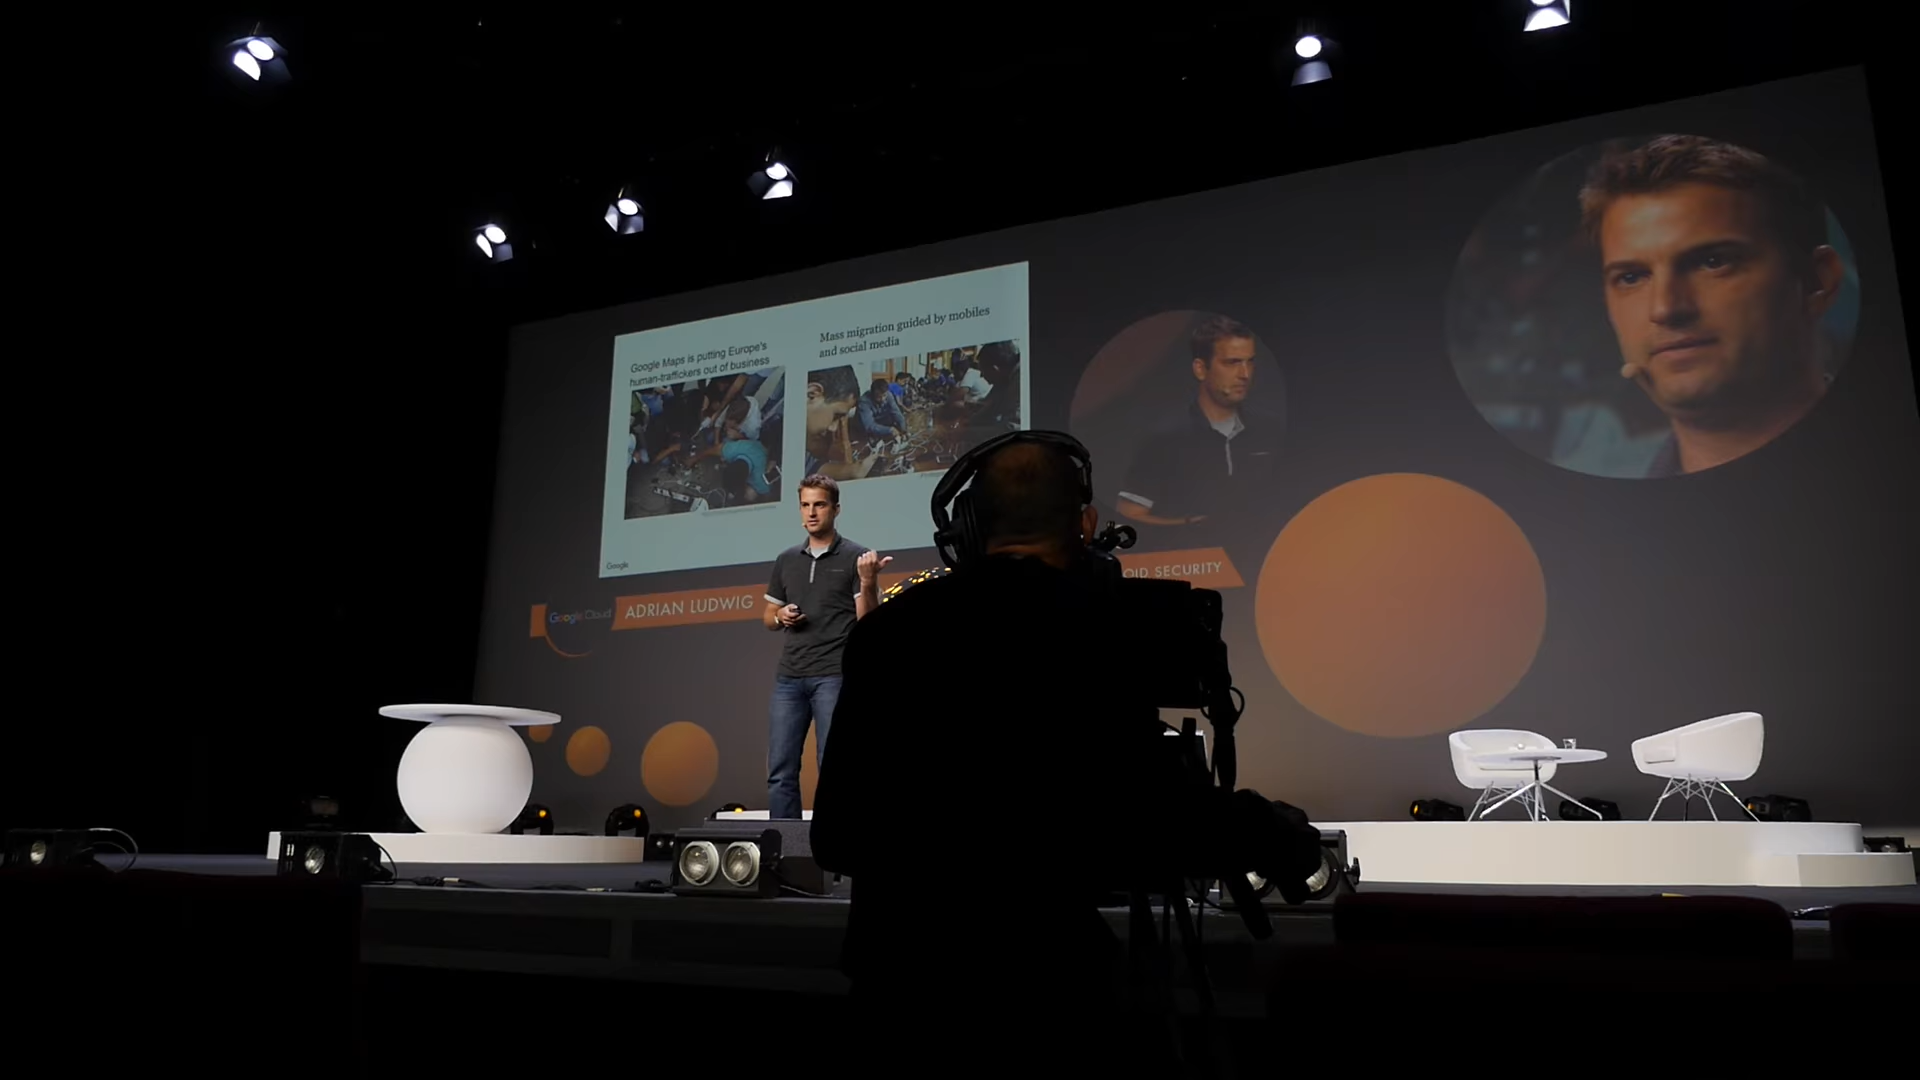 Google Maps is putting Europe's
human-traffickers out of business
Mass migration guided by mobiles
and social media
Google
Google Cloud
ADRIAN LUDWIG
OID SECURITY